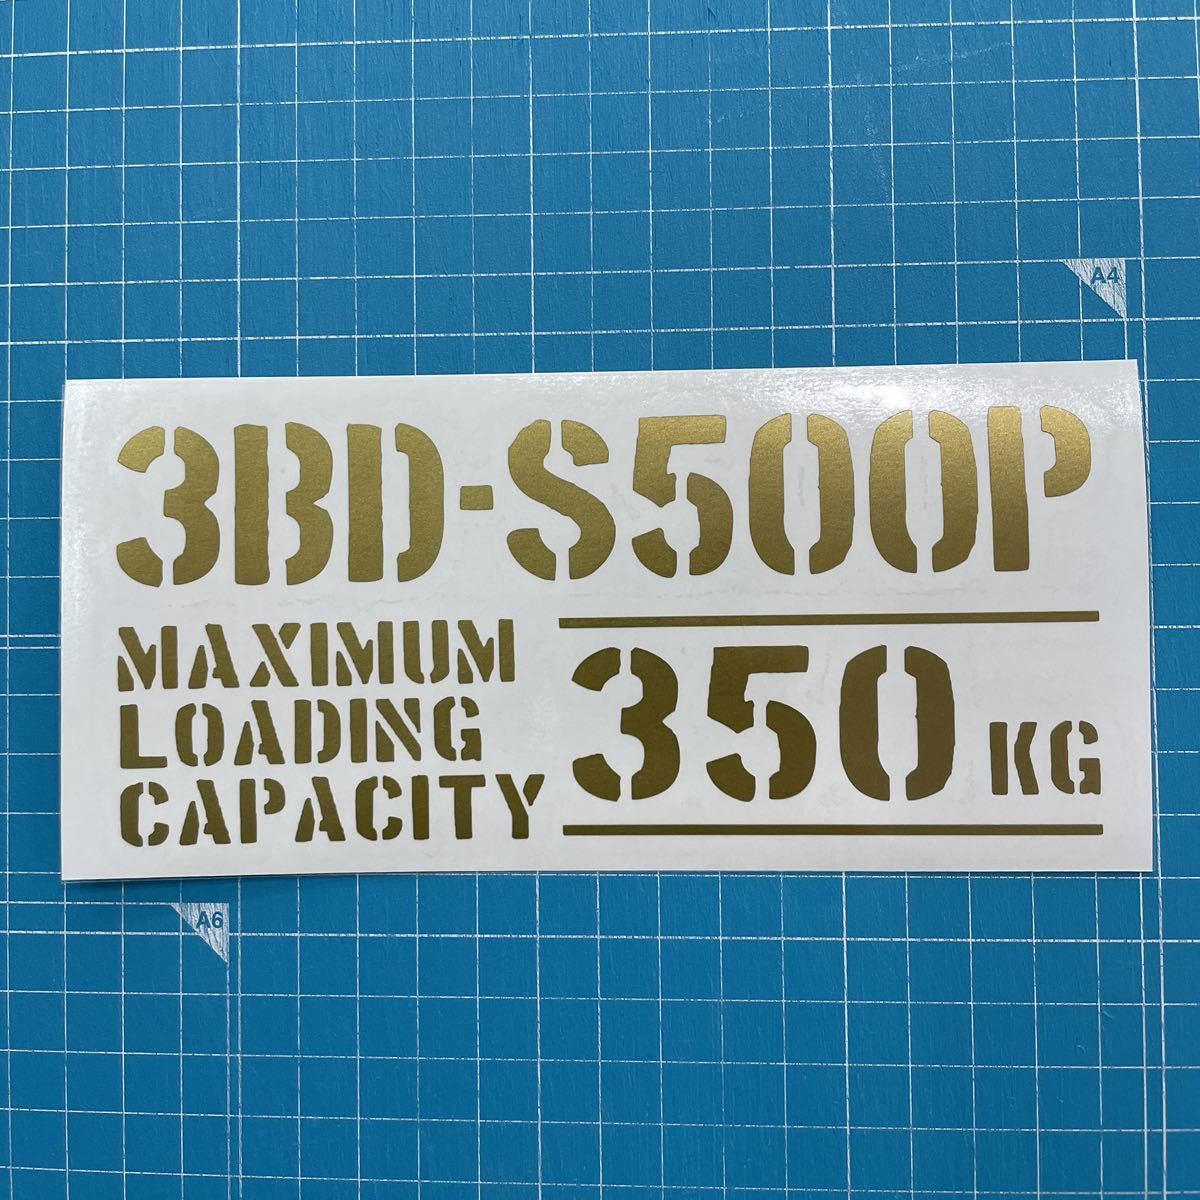 A4
3BD-S500P
MAXIMUM
LOADING
CAPACITY
350 KG
A6